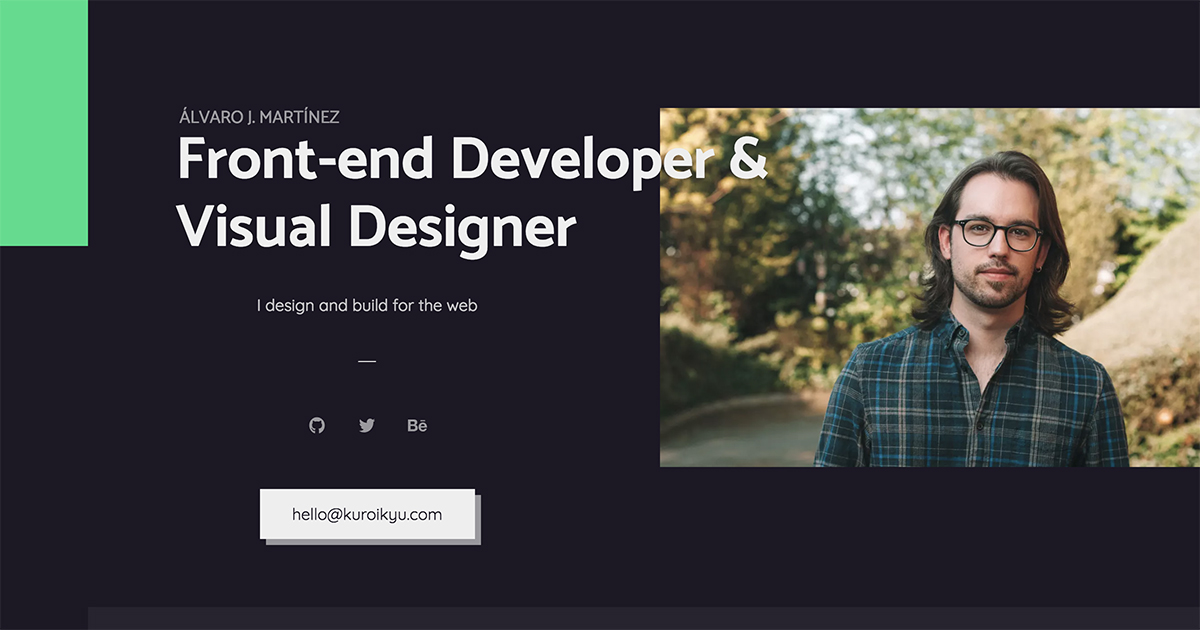 ÁLVARO J. MARTÍNEZ
Front-end Developer &
Visual Designer
I design and build for the web
Bē
hello@kuroikyu.com